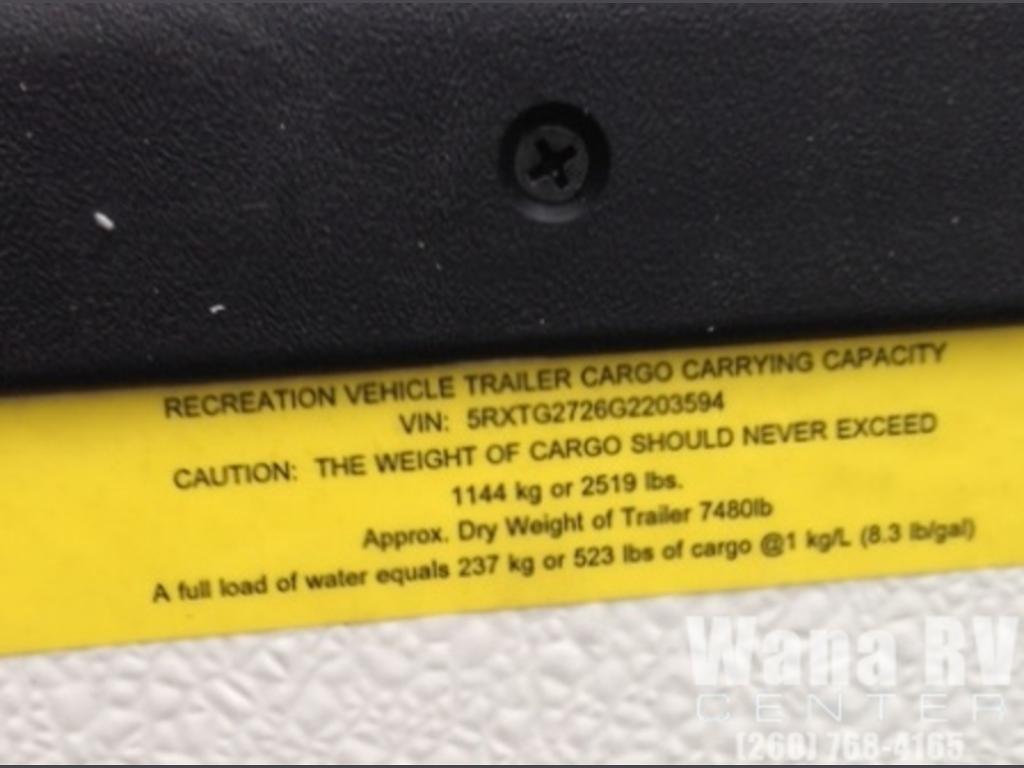 RECREATION VEHICLE TRAILER CARGO CARRYING CAPACITY
VIN: 5RXTG2726G2203594
CAUTION: THE WEIGHT OF CARGO SHOULD NEVER EXCEED
1144 kg or 2519 lbs.
Approx. Dry Weight of Trailer 7480lb
A full load of water equals 237 kg or 523 lbs of cargo @1 kg/L (8.3 lb/gal)
Wana RV
CENTER
(260) 768-4165